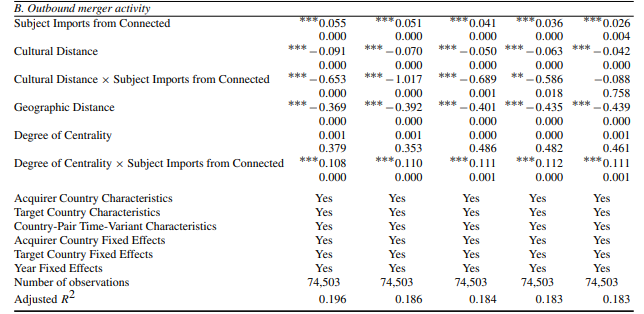 B. Outbound merger activity
Subject Imports from Connected ***0.055 ***0.051 ***0.041 ***0.036 ***0.026
0.000 0.000 0.000 0.000 0.004
Cultural Distance ***−0.091 ***−0.070 ***−0.050 ***−0.063 ***−0.042
0.000 0.000 0.000 0.000 0.000
Cultural Distance × Subject Imports from Connected ***−0.653 ***−1.017 ***−0.689 **−0.586 −0.088
0.000 0.000 0.001 0.018 0.758
Geographic Distance ***−0.369 ***−0.392 ***−0.401 ***−0.435 ***−0.439
0.000 0.000 0.000 0.000 0.000
Degree of Centrality 0.001 0.001 0.000 0.000 0.001
0.379 0.353 0.486 0.482 0.461
Degree of Centrality × Subject Imports from Connected ***0.108 ***0.110 ***0.111 ***0.112 ***0.111
0.000 0.000 0.001 0.000 0.001
Acquirer Country Characteristics Yes Yes Yes Yes Yes
Target Country Characteristics Yes Yes Yes Yes Yes
Country-Pair Time-Variant Characteristics Yes Yes Yes Yes Yes
Acquirer Country Fixed Effects Yes Yes Yes Yes Yes
Target Country Fixed Effects Yes Yes Yes Yes Yes
Year Fixed Effects Yes Yes Yes Yes Yes
Number of observations 74,503 74,503 74,503 74,503 74,503
Adjusted R2 0.196 0.186 0.184 0.183 0.183